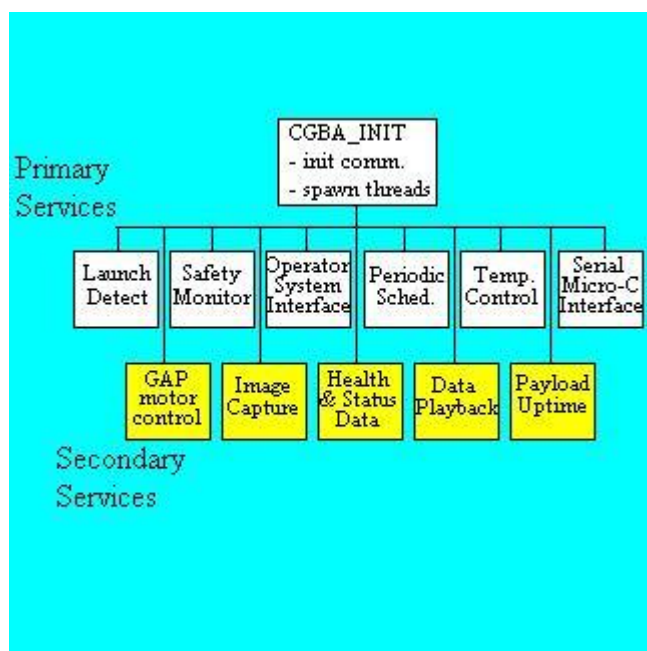 CGBA_INIT
- init comm.
- spawn threads
Primary
Services
Launch
Detect
Safety
Monitor
Operator
System
Interface
Periodic
Sched.
Temp.
Control
Serial
Micro-C
Interface
GAP
motor
control
Image
Capture
Health
& Status
Data
Data
Playback
Payload
Uptime
Secondary
Services